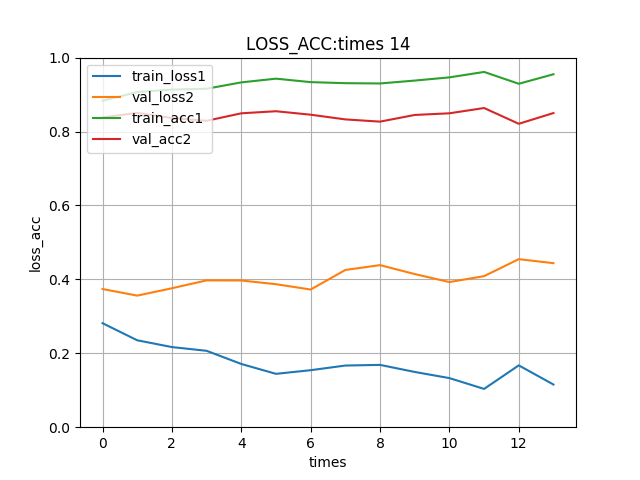 LOSS_ACC:times 14
train_loss1
val_loss2
train_acc1
val_acc2
1.0
0.8
0.6
0.4
0.2
0.0
loss_acc
0 2 4 6 8 10 12
times